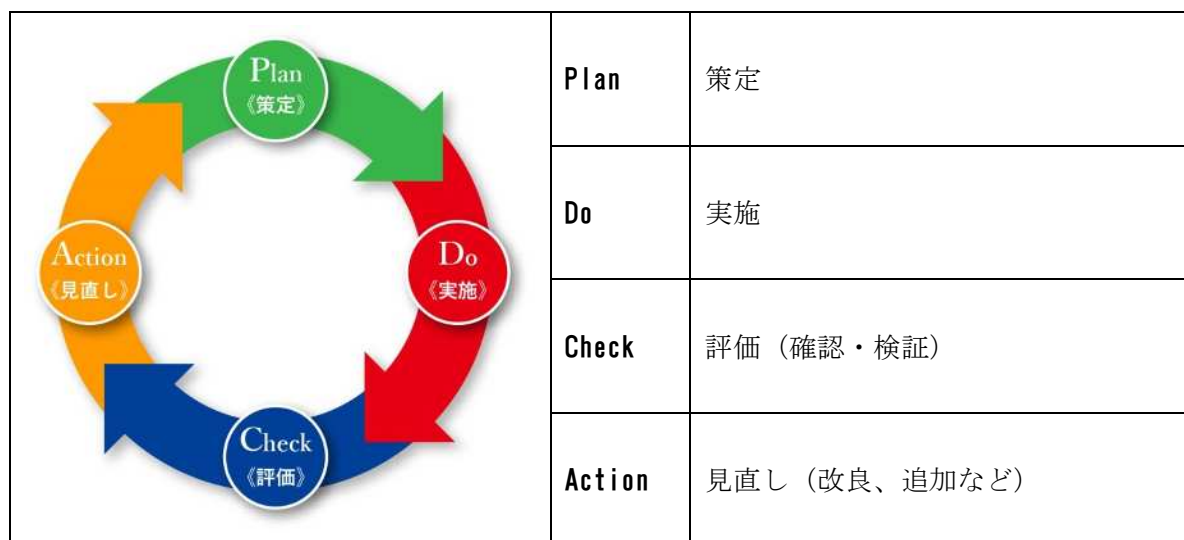 Plan
《策定》
Action
《見直し》
Do
《実施》
Check
《評価》
Plan 策定
Do 実施
Check 評価（確認・検証）
Action 見直し（改良、追加など）